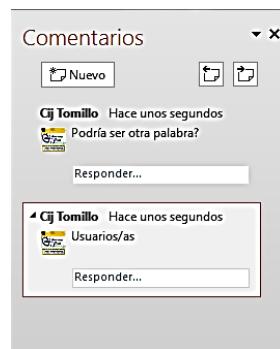 Comentarios
Nuevo
Cij Tomillo Hace unos segundos
Podría ser otra palabra?
Responder...
Cij Tomillo Hace unos segundos
Usuarios/as
Responder...